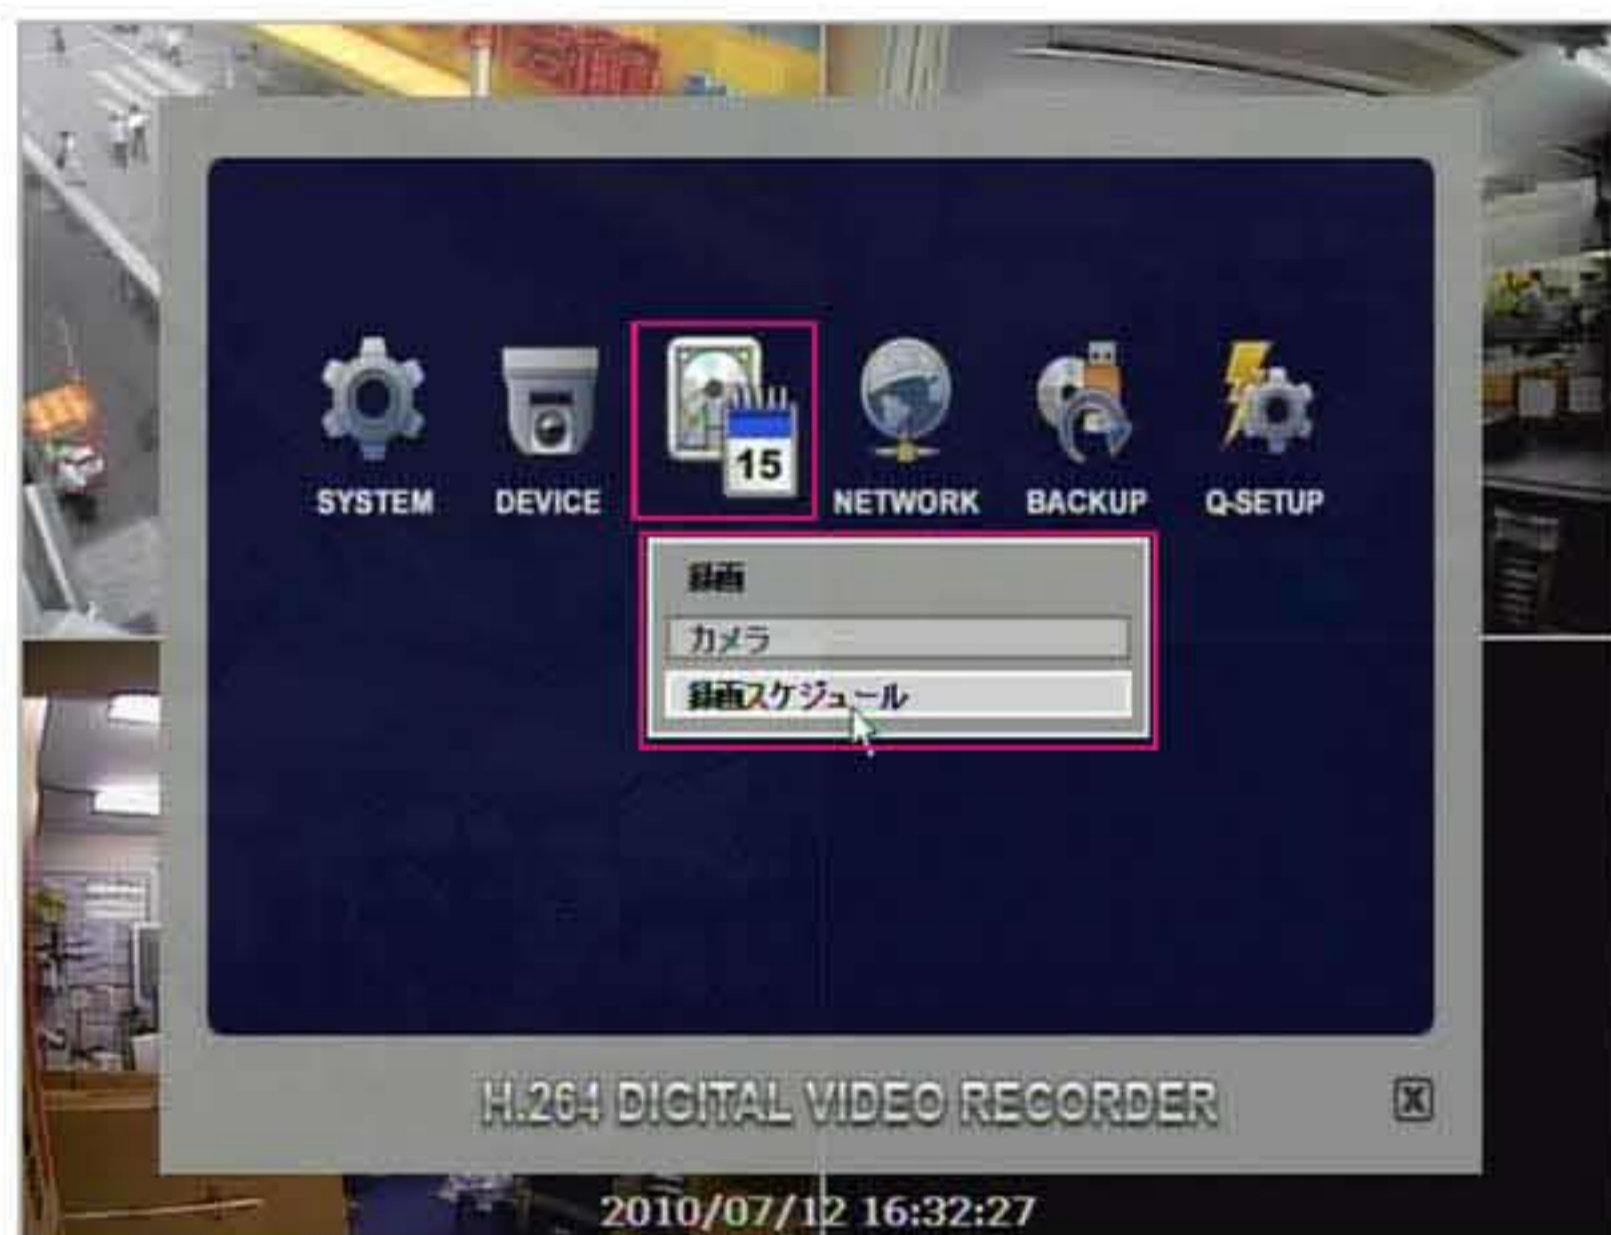 15
SYSTEM
DEVICE
NETWORK
BACKUP
Q-SETUP
録画
カメラ
録画スケジュール
H.264 DIGITAL VIDEO RECORDER
X
2010/07/12 16:32:27